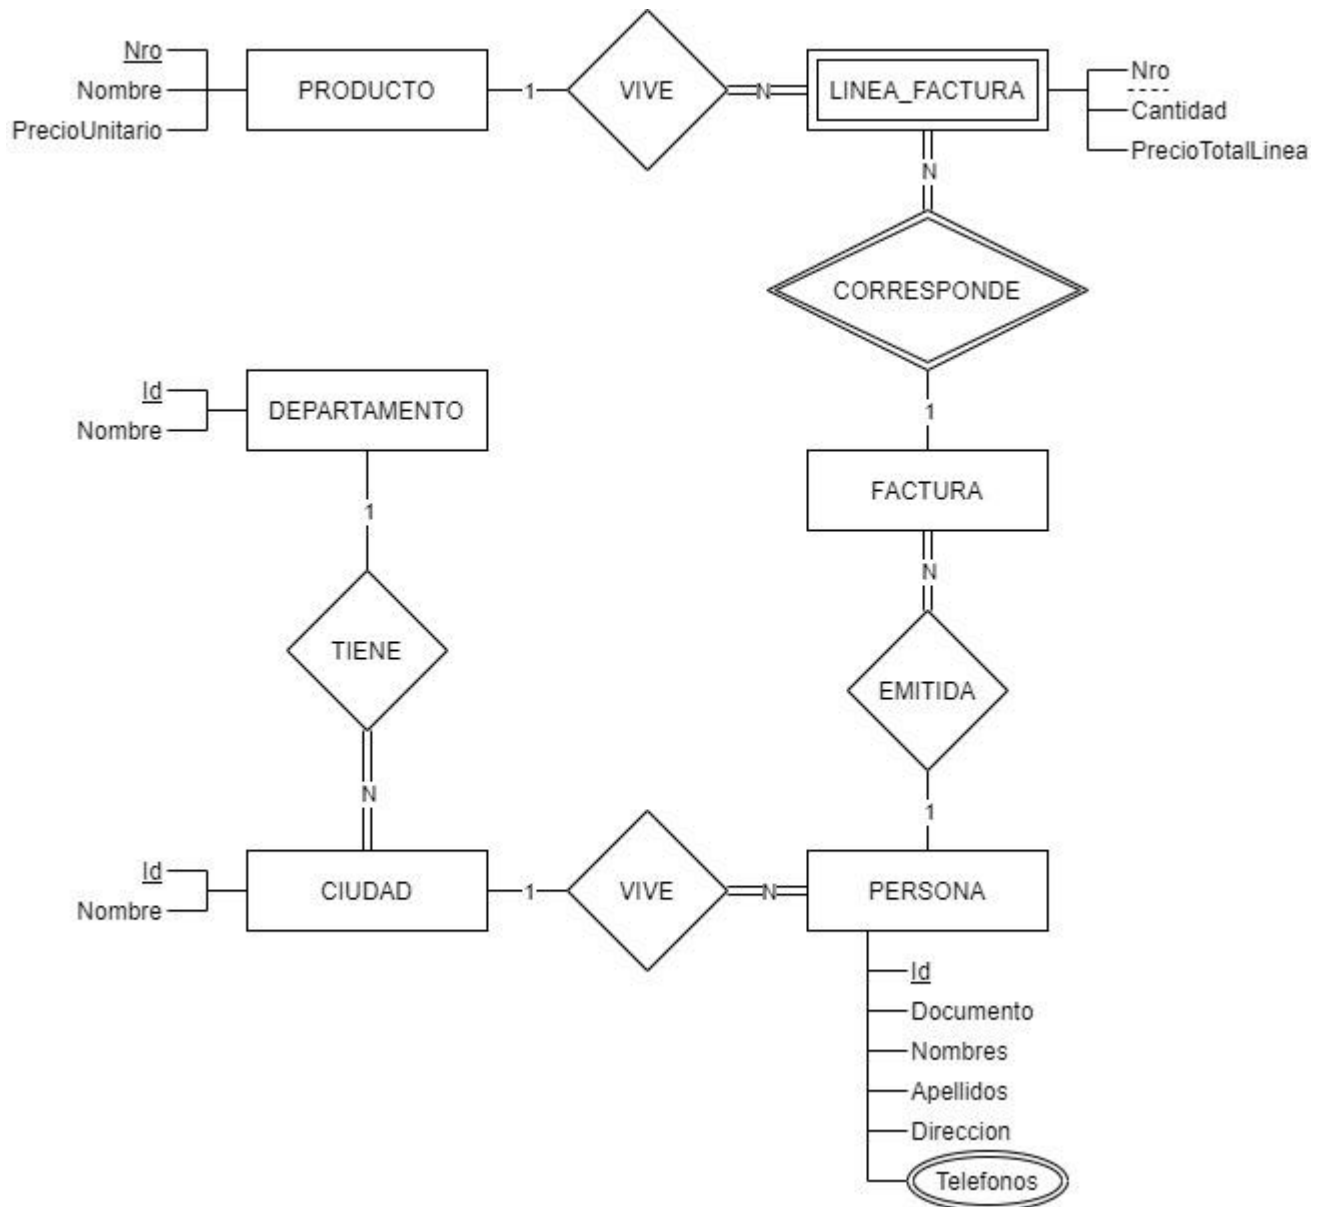 Nro
Nombre
PrecioUnitario
PRODUCTO
1
VIVE
N
LINEA_FACTURA
Nro
Cantidad
PrecioTotalLinea
N
CORRESPONDE
1
Id
Nombre
DEPARTAMENTO
1
FACTURA
N
TIENE
EMITIDA
N
1
Id
Nombre
CIUDAD
1
VIVE
N
PERSONA
Id
Documento
Nombres
Apellidos
Direccion
Telefonos